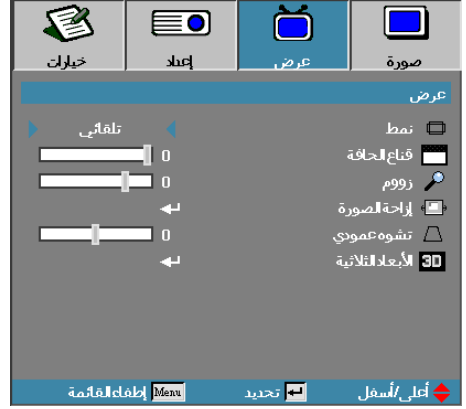 صورة عرض إعداد خيارات
عرض
نمط تلقائي
قناع الحافة 0
زووم 0
إزاحة الصورة
تشوه عمودي 0
3D الأبعاد الثلاثية
أعلى/أسفل تحديد Menu إطفاء القائمة